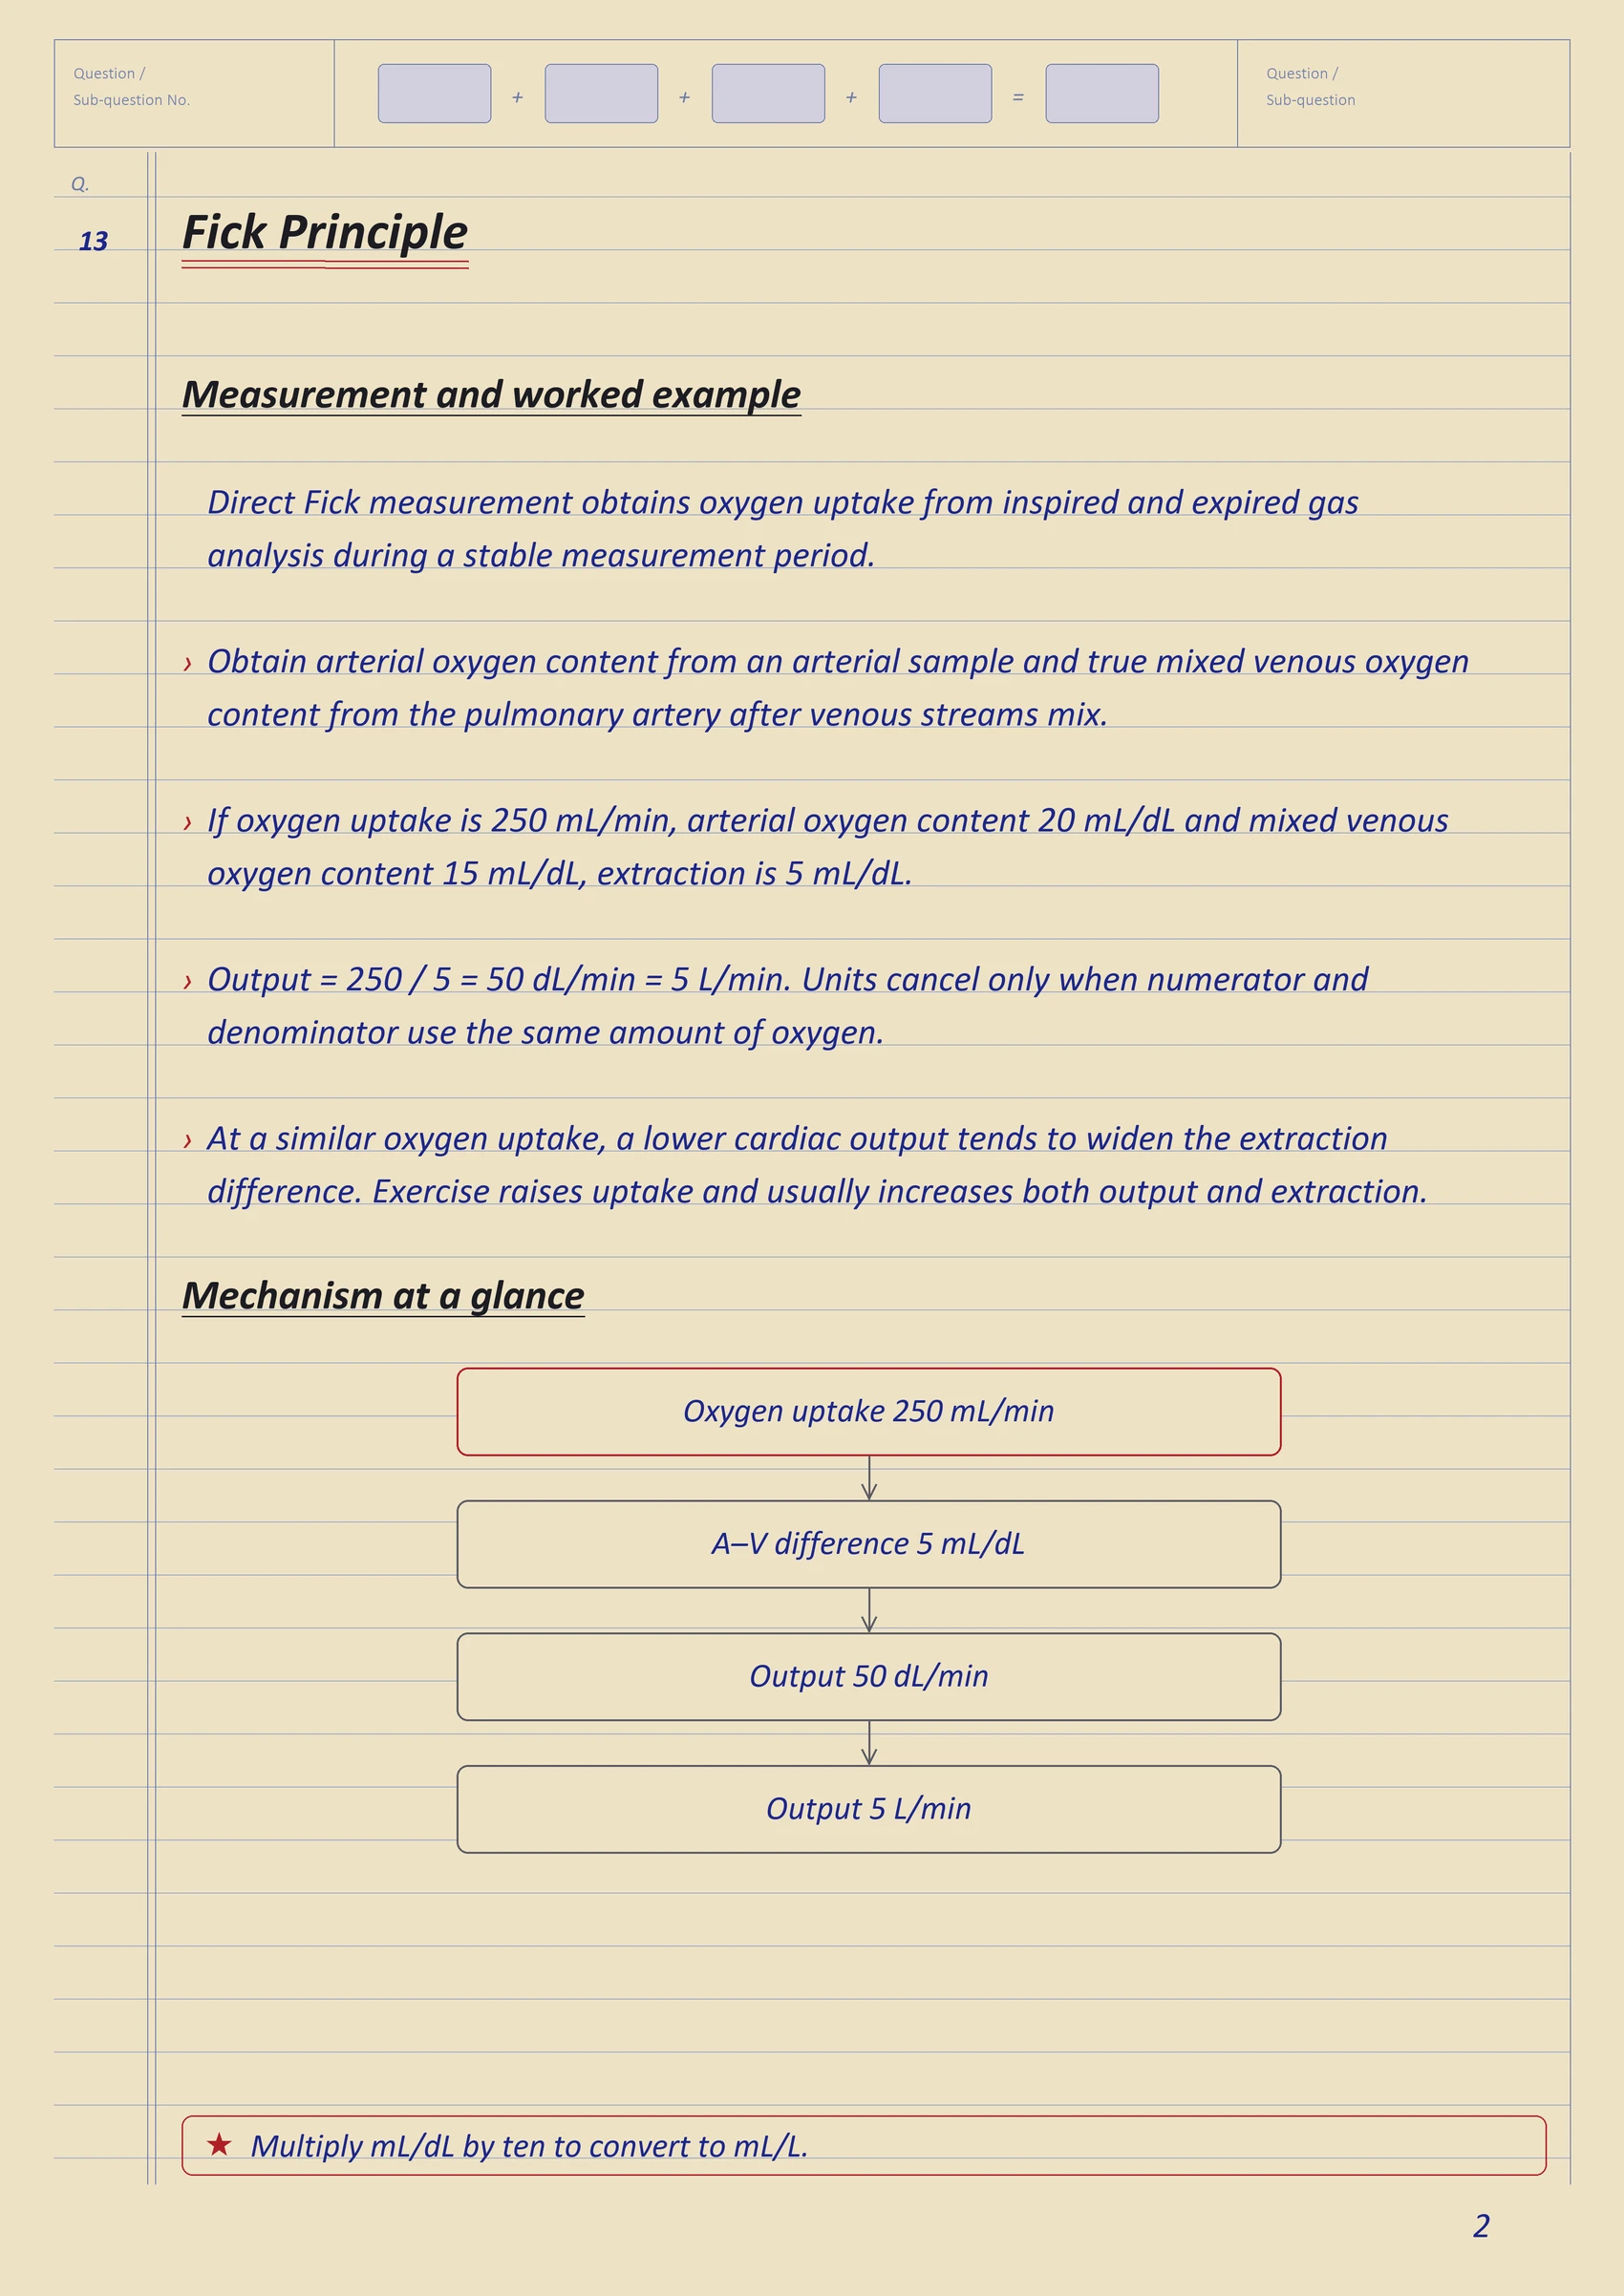 Question /
Sub-question No.
+ + + =
Question /
Sub-question
Q.
13
Fick Principle
Measurement and worked example
Direct Fick measurement obtains oxygen uptake from inspired and expired gas
analysis during a stable measurement period.
› Obtain arterial oxygen content from an arterial sample and true mixed venous oxygen
content from the pulmonary artery after venous streams mix.
› If oxygen uptake is 250 mL/min, arterial oxygen content 20 mL/dL and mixed venous
oxygen content 15 mL/dL, extraction is 5 mL/dL.
› Output = 250 / 5 = 50 dL/min = 5 L/min. Units cancel only when numerator and
denominator use the same amount of oxygen.
› At a similar oxygen uptake, a lower cardiac output tends to widen the extraction
difference. Exercise raises uptake and usually increases both output and extraction.
Mechanism at a glance
Oxygen uptake 250 mL/min
A–V difference 5 mL/dL
Output 50 dL/min
Output 5 L/min
★ Multiply mL/dL by ten to convert to mL/L.
2